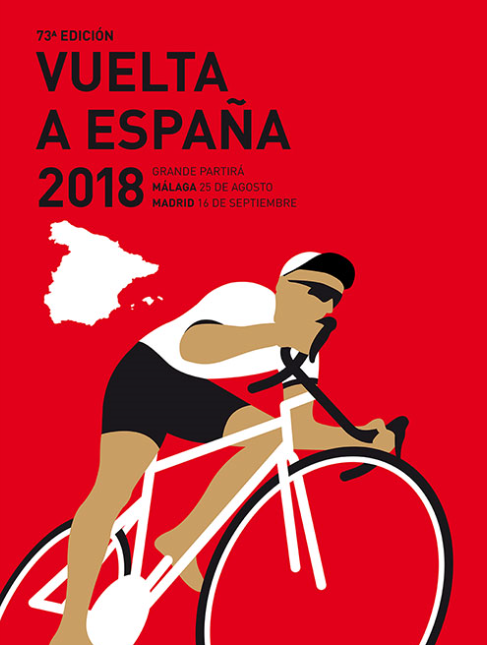 73ª EDICIÓN
VUELTA
A ESPAÑA
2018
GRANDE PARTIRÁ
MÁLAGA 25 DE AGOSTO
MADRID 16 DE SEPTIEMBRE